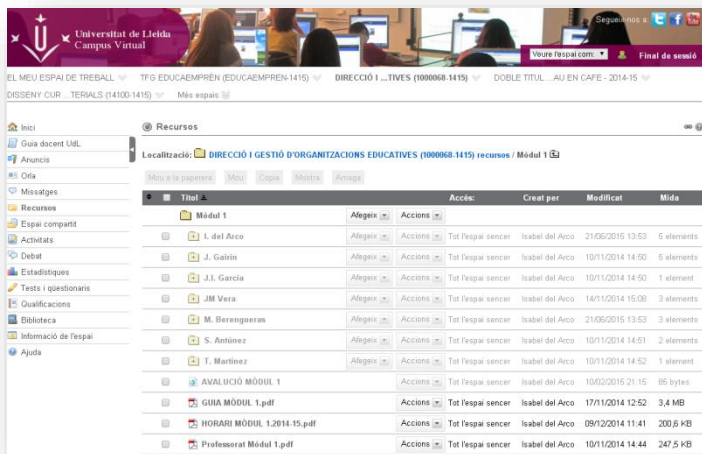 Universitat de Lleida
Campus Virtual
Segueix-nos a:
Veure l'espai com:
Final de sessió
EL MEU ESPAI DE TREBALL
TFG EDUCAEMPRÈN (EDUCAEMPREN-1415)
DIRECCIÓ I ...TIVES (1000068-1415)
DOBLE TITUL ...AU EN CAFE - 2014-15
DISSENY CUR ... TERIALS (14100-1415)
Més espais
Inici
Guia docent UdL
Anuncis
Orla
Missatges
Recursos
Espai compartit
Activitats
Debat
Estadístiques
Tests i qüestionaris
Qualificacions
Biblioteca
Informació de l'espai
Ajuda
Recursos
Localització: DIRECCIÓ I GESTIÓ D'ORGANITZACIONS EDUCATIVES (1000068-1415) recursos / Mòdul 1
Mou a la paperera Mou Copia Mostra Amaga
Títol Accés: Creat per Modificat Mida
Mòdul 1 Afegeix Accions
I. del Arco Afegeix Accions Tot l'espai sencer Isabel del Arco 21/06/2015 13:53 5 elements
J. Gairín Afegeix Accions Tot l'espai sencer Isabel del Arco 10/11/2014 14:50 5 elements
J.I. García Afegeix Accions Tot l'espai sencer Isabel del Arco 10/11/2014 14:50 1 element
JM Vera Afegeix Accions Tot l'espai sencer Isabel del Arco 14/11/2014 15:08 3 elements
M. Berengueras Afegeix Accions Tot l'espai sencer Isabel del Arco 21/06/2015 13:53 3 elements
S. Antúnez Afegeix Accions Tot l'espai sencer Isabel del Arco 10/11/2014 14:51 2 elements
T. Martínez Afegeix Accions Tot l'espai sencer Isabel del Arco 10/11/2014 14:52 1 element
AVALUCIÓ MÒDUL 1 Accions Tot l'espai sencer Isabel del Arco 10/02/2015 21:15 85 bytes
GUIA MÒDUL 1.pdf Accions Tot l'espai sencer Isabel del Arco 17/11/2014 12:52 3,4 MB
HORARI MÒDUL 1.2014-15.pdf Accions Tot l'espai sencer Isabel del Arco 09/12/2014 11:41 200,6 KB
Professorat Mòdul 1.pdf Accions Tot l'espai sencer Isabel del Arco 10/11/2014 14:44 247,5 KB